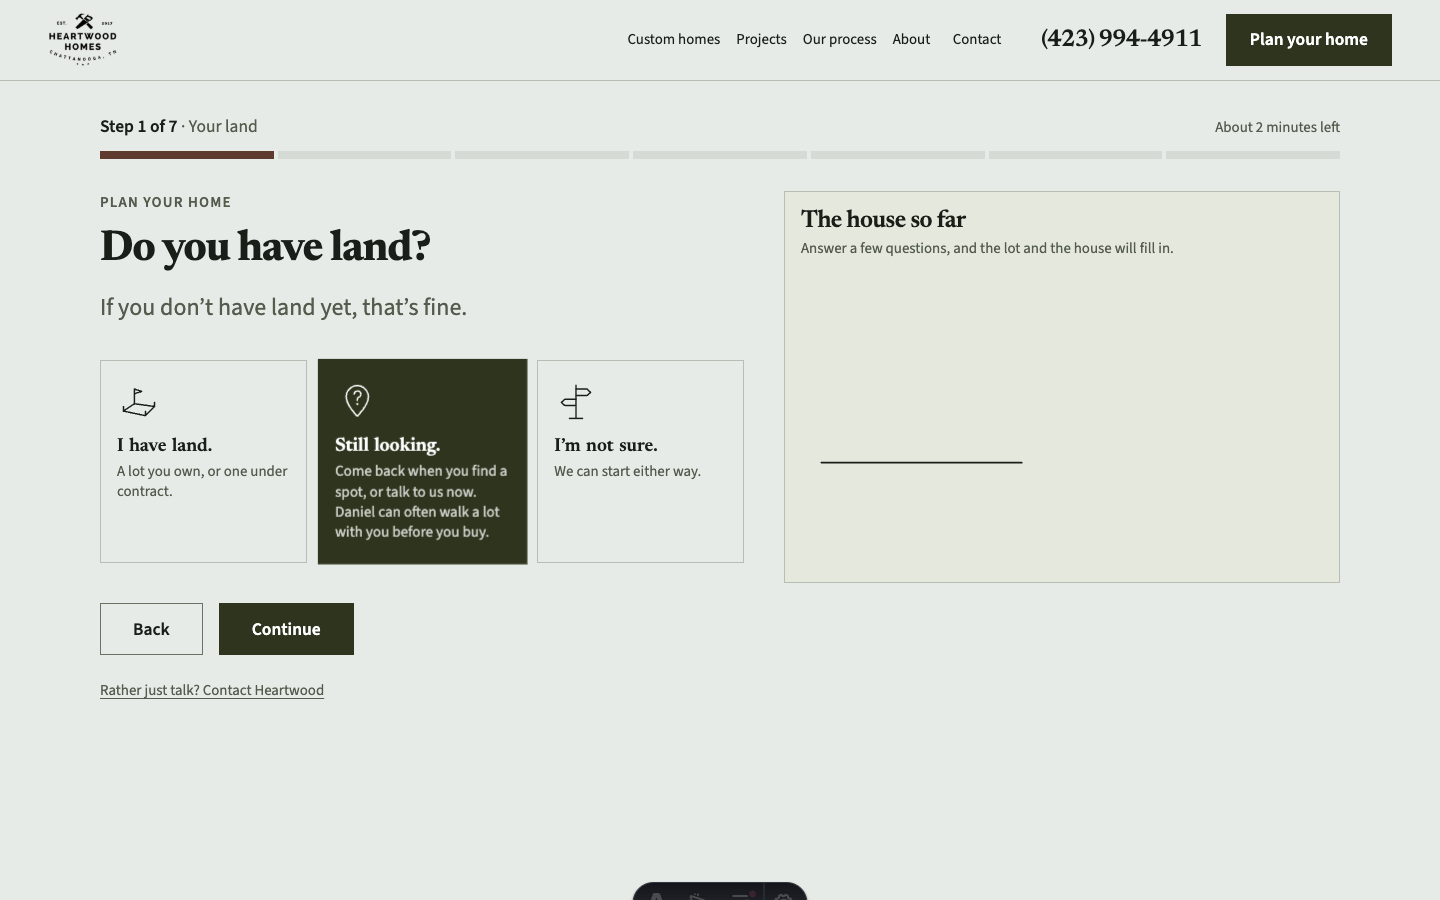 EST. 2017
HEARTWOOD
HOMES
CHATTANOOGA, TN
Custom homes Projects Our process About Contact (423) 994-4911 Plan your home
Step 1 of 7 · Your land
About 2 minutes left
PLAN YOUR HOME
Do you have land?
If you don’t have land yet, that’s fine.
I have land.
A lot you own, or one under
contract.
Still looking.
Come back when you find a
spot, or talk to us now.
Daniel can often walk a lot
with you before you buy.
I’m not sure.
We can start either way.
Back
Continue
Rather just talk? Contact Heartwood
The house so far
Answer a few questions, and the lot and the house will fill in.